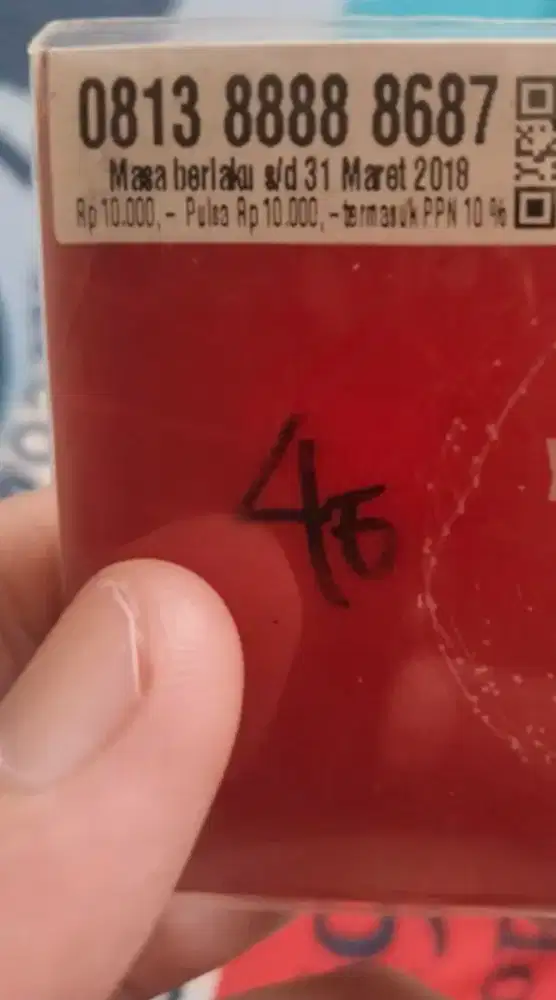 0813 8888 8687
Masa berlaku s/d 31 Maret 2018
Rp 10.000,- Pulsa Rp 10.000,- termasuk PPN 10 %